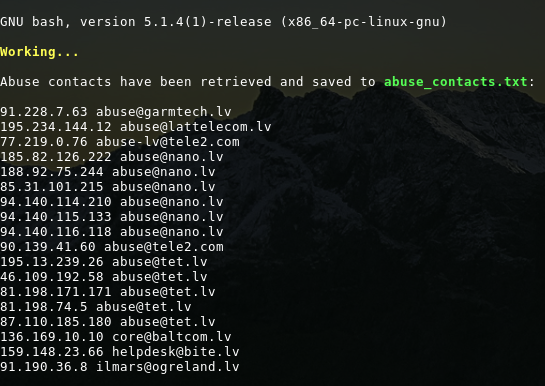 GNU bash, version 5.1.4(1)-release (x86_64-pc-linux-gnu)
Working...
Abuse contacts have been retrieved and saved to abuse_contacts.txt:
91.228.7.63 abuse@garmtech.lv
195.234.144.12 abuse@lattelecom.lv
77.219.0.76 abuse-lv@tele2.com
185.82.126.222 abuse@nano.lv
188.92.75.244 abuse@nano.lv
85.31.101.215 abuse@nano.lv
94.140.114.210 abuse@nano.lv
94.140.115.133 abuse@nano.lv
94.140.116.118 abuse@nano.lv
90.139.41.60 abuse@tele2.com
195.13.239.26 abuse@tet.lv
46.109.192.58 abuse@tet.lv
81.198.171.171 abuse@tet.lv
81.198.74.5 abuse@tet.lv
87.110.185.180 abuse@tet.lv
136.169.10.10 core@baltcom.lv
159.148.23.66 helpdesk@bite.lv
91.190.36.8 ilmars@ogreland.lv